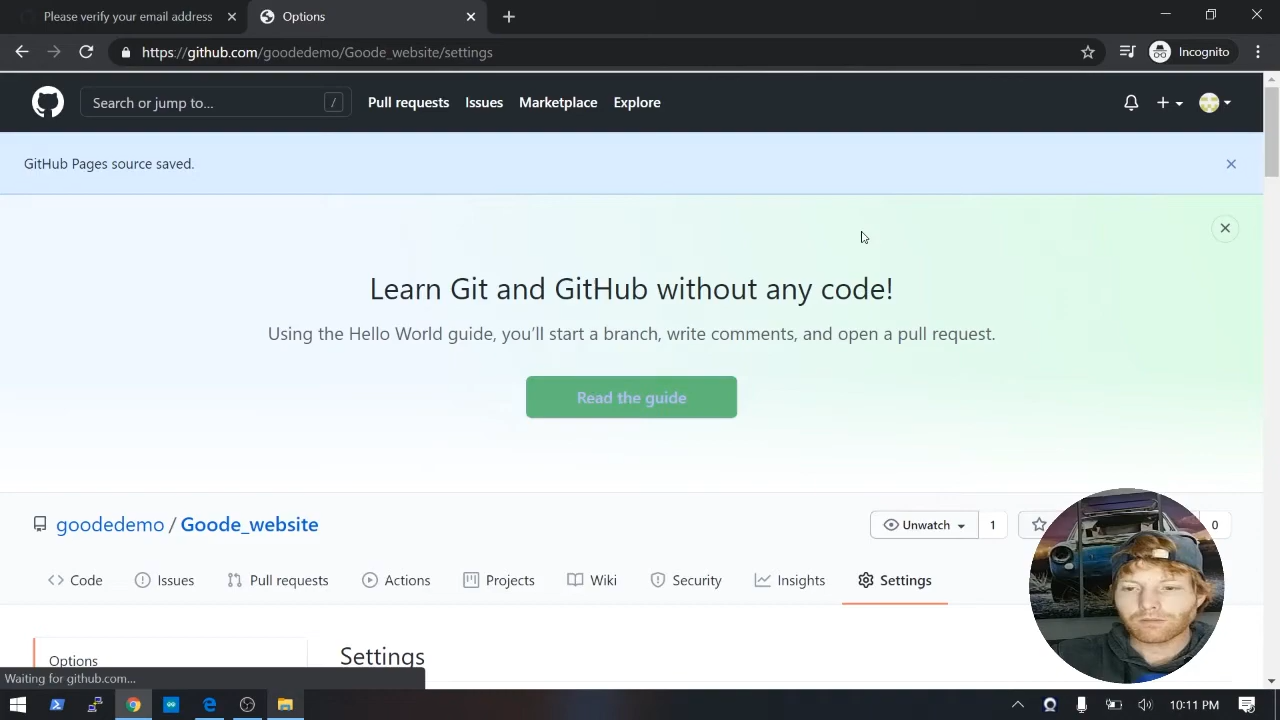 Please verify your email address
Options
https://github.com/goodedemo/Goode_website/settings
Incognito
Search or jump to...
/
Pull requests
Issues
Marketplace
Explore
GitHub Pages source saved.
Learn Git and GitHub without any code!
Using the Hello World guide, you'll start a branch, write comments, and open a pull request.
Read the guide
goodedemo / Goode_website
Unwatch
1
0
Code
Issues
Pull requests
Actions
Projects
Wiki
Security
Insights
Settings
Options
Settings
Waiting for github.com...
10:11 PM